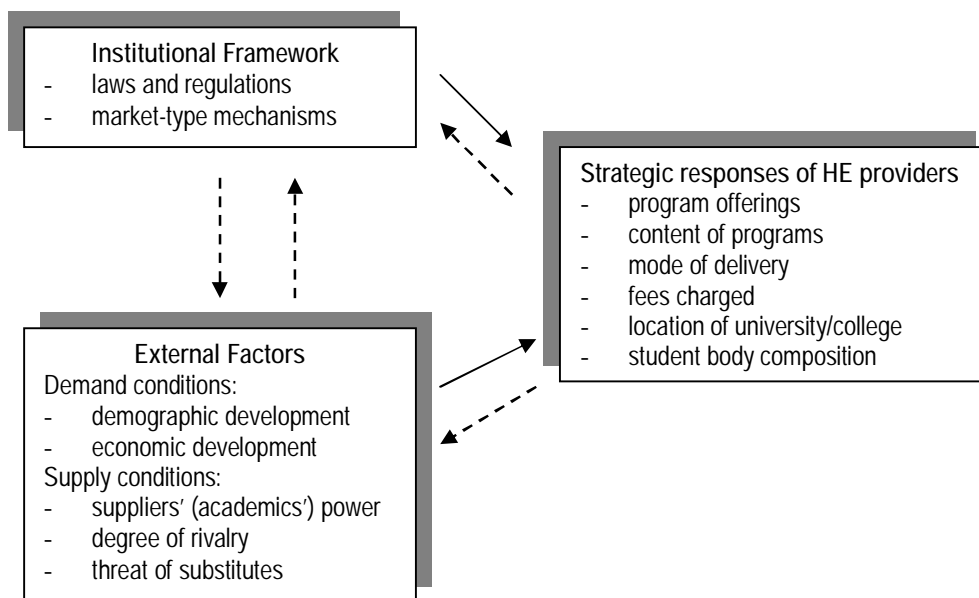 Institutional Framework
- laws and regulations
- market-type mechanisms
Strategic responses of HE providers
- program offerings
- content of programs
- mode of delivery
- fees charged
- location of university/college
- student body composition
External Factors
Demand conditions:
- demographic development
- economic development
Supply conditions:
- suppliers’ (academics’) power
- degree of rivalry
- threat of substitutes